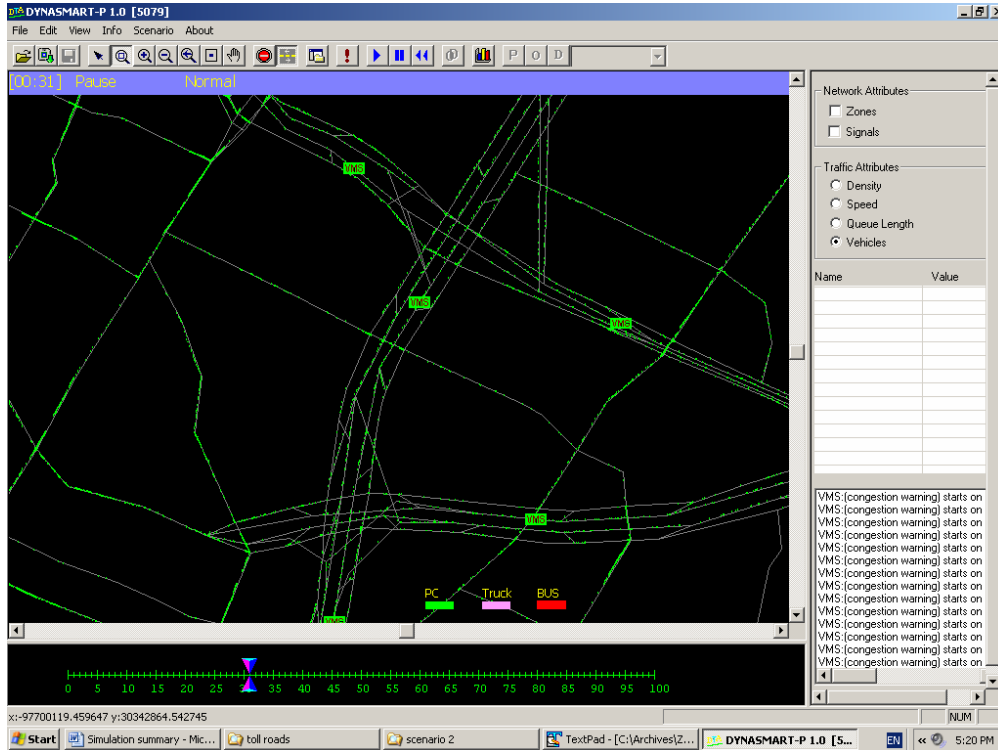 DYNASMART-P 1.0 [5079]
File Edit View Info Scenario About
P O D
[00:31] Pause Normal
Network Attributes
Zones
Signals
Traffic Attributes
Density
Speed
Queue Length
Vehicles
Name Value
VMS
VMS
VMS
VMS
VMS
PC Truck BUS
VMS:(congestion warning) starts on
VMS:(congestion warning) starts on
VMS:(congestion warning) starts on
VMS:(congestion warning) starts on
VMS:(congestion warning) starts on
VMS:(congestion warning) starts on
VMS:(congestion warning) starts on
VMS:(congestion warning) starts on
VMS:(congestion warning) starts on
VMS:(congestion warning) starts on
VMS:(congestion warning) starts on
VMS:(congestion warning) starts on
VMS:(congestion warning) starts on
VMS:(congestion warning) starts on
0 5 10 15 20 25 30 35 40 45 50 55 60 65 70 75 80 85 90 95 100
x:-97700119.459647 y:30342864.542745
NUM
Start Simulation summary - Mic... toll roads scenario 2 TextPad - [C:\Archives\Z... DYNASMART-P 1.0 [5... EN « 5:20 PM